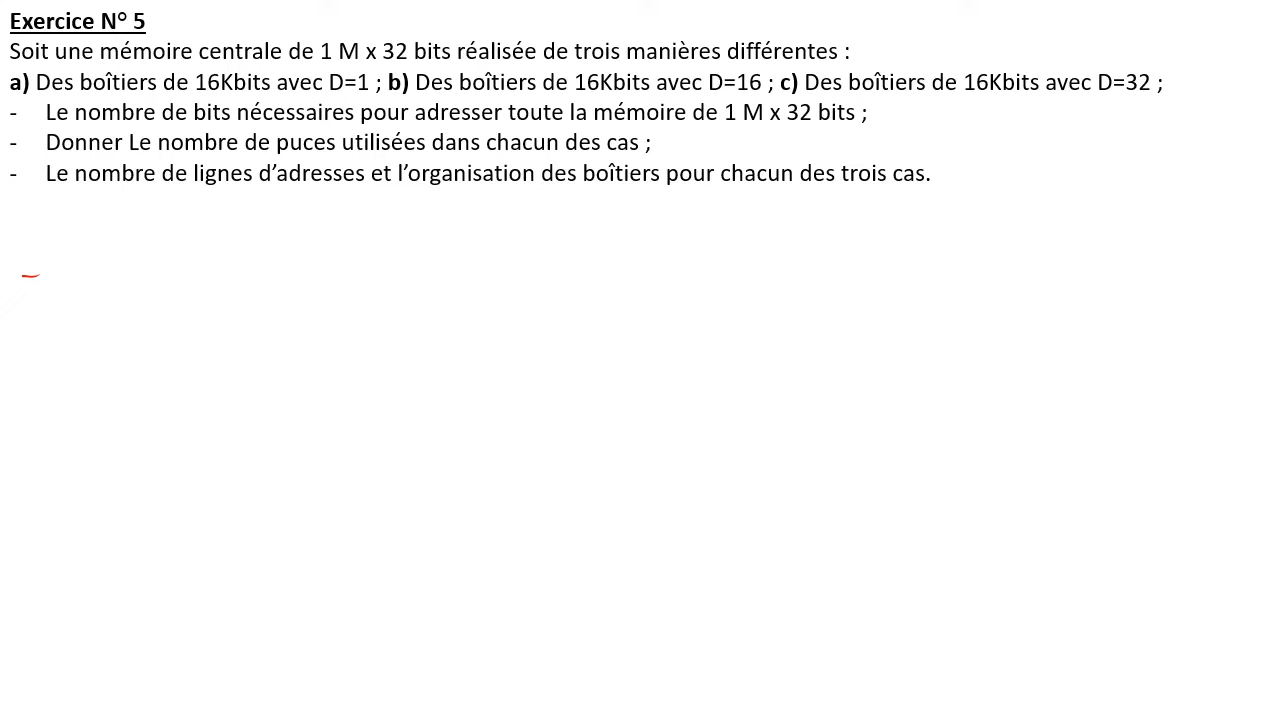 Exercice N° 5
Soit une mémoire centrale de 1 M x 32 bits réalisée de trois manières différentes :
a) Des boîtiers de 16Kbits avec D=1 ; b) Des boîtiers de 16Kbits avec D=16 ; c) Des boîtiers de 16Kbits avec D=32 ;
- Le nombre de bits nécessaires pour adresser toute la mémoire de 1 M x 32 bits ;
- Donner Le nombre de puces utilisées dans chacun des cas ;
- Le nombre de lignes d’adresses et l’organisation des boîtiers pour chacun des trois cas.